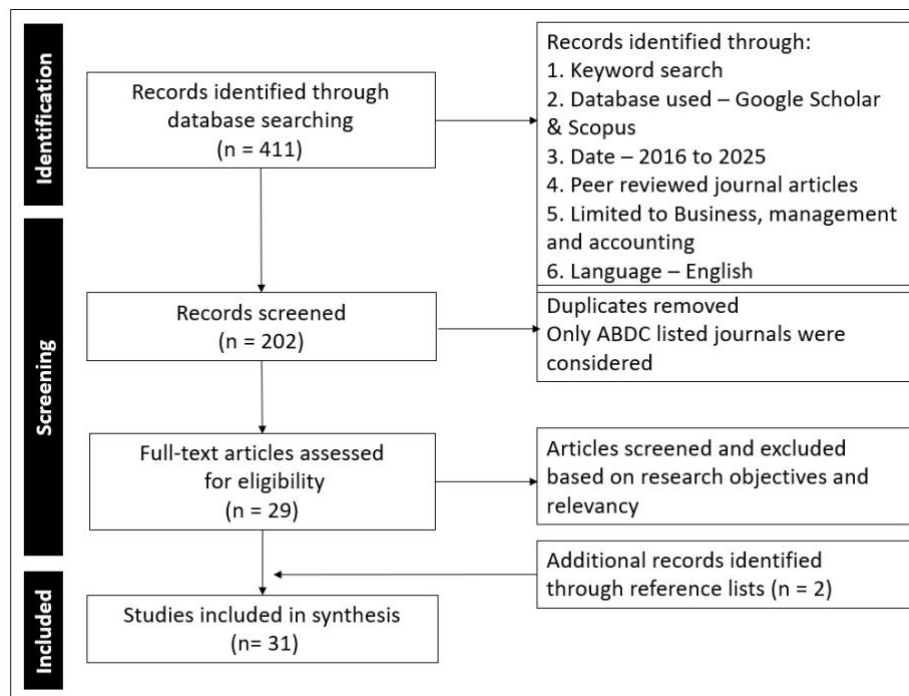 Identification
Records identified through
database searching
(n = 411)
Records identified through:
1. Keyword search
2. Database used – Google Scholar
& Scopus
3. Date – 2016 to 2025
4. Peer reviewed journal articles
5. Limited to Business, management
and accounting
6. Language – English
Screening
Records screened
(n = 202)
Duplicates removed
Only ABDC listed journals were
considered
Full-text articles assessed
for eligibility
(n = 29)
Articles screened and excluded
based on research objectives and
relevancy
Additional records identified
through reference lists (n = 2)
Included
Studies included in synthesis
(n= 31)